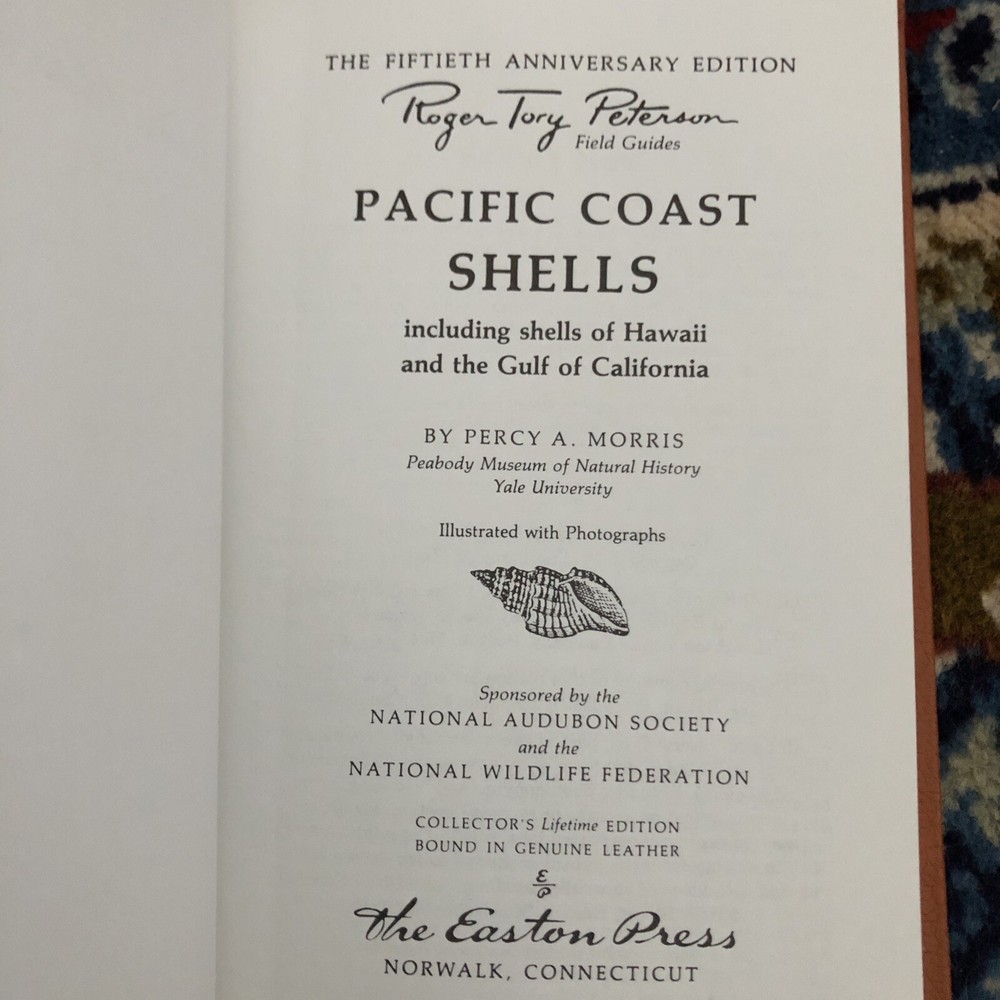 THE FIFTIETH ANNIVERSARY EDITION
Roger Tory Peterson
Field Guides
PACIFIC COAST
SHELLS
including shells of Hawaii
and the Gulf of California
BY PERCY A. MORRIS
Peabody Museum of Natural History
Yale University
Illustrated with Photographs
Sponsored by the
NATIONAL AUDUBON SOCIETY
and the
NATIONAL WILDLIFE FEDERATION
COLLECTOR'S Lifetime EDITION
BOUND IN GENUINE LEATHER
E
P
The Easton Press
NORWALK, CONNECTICUT